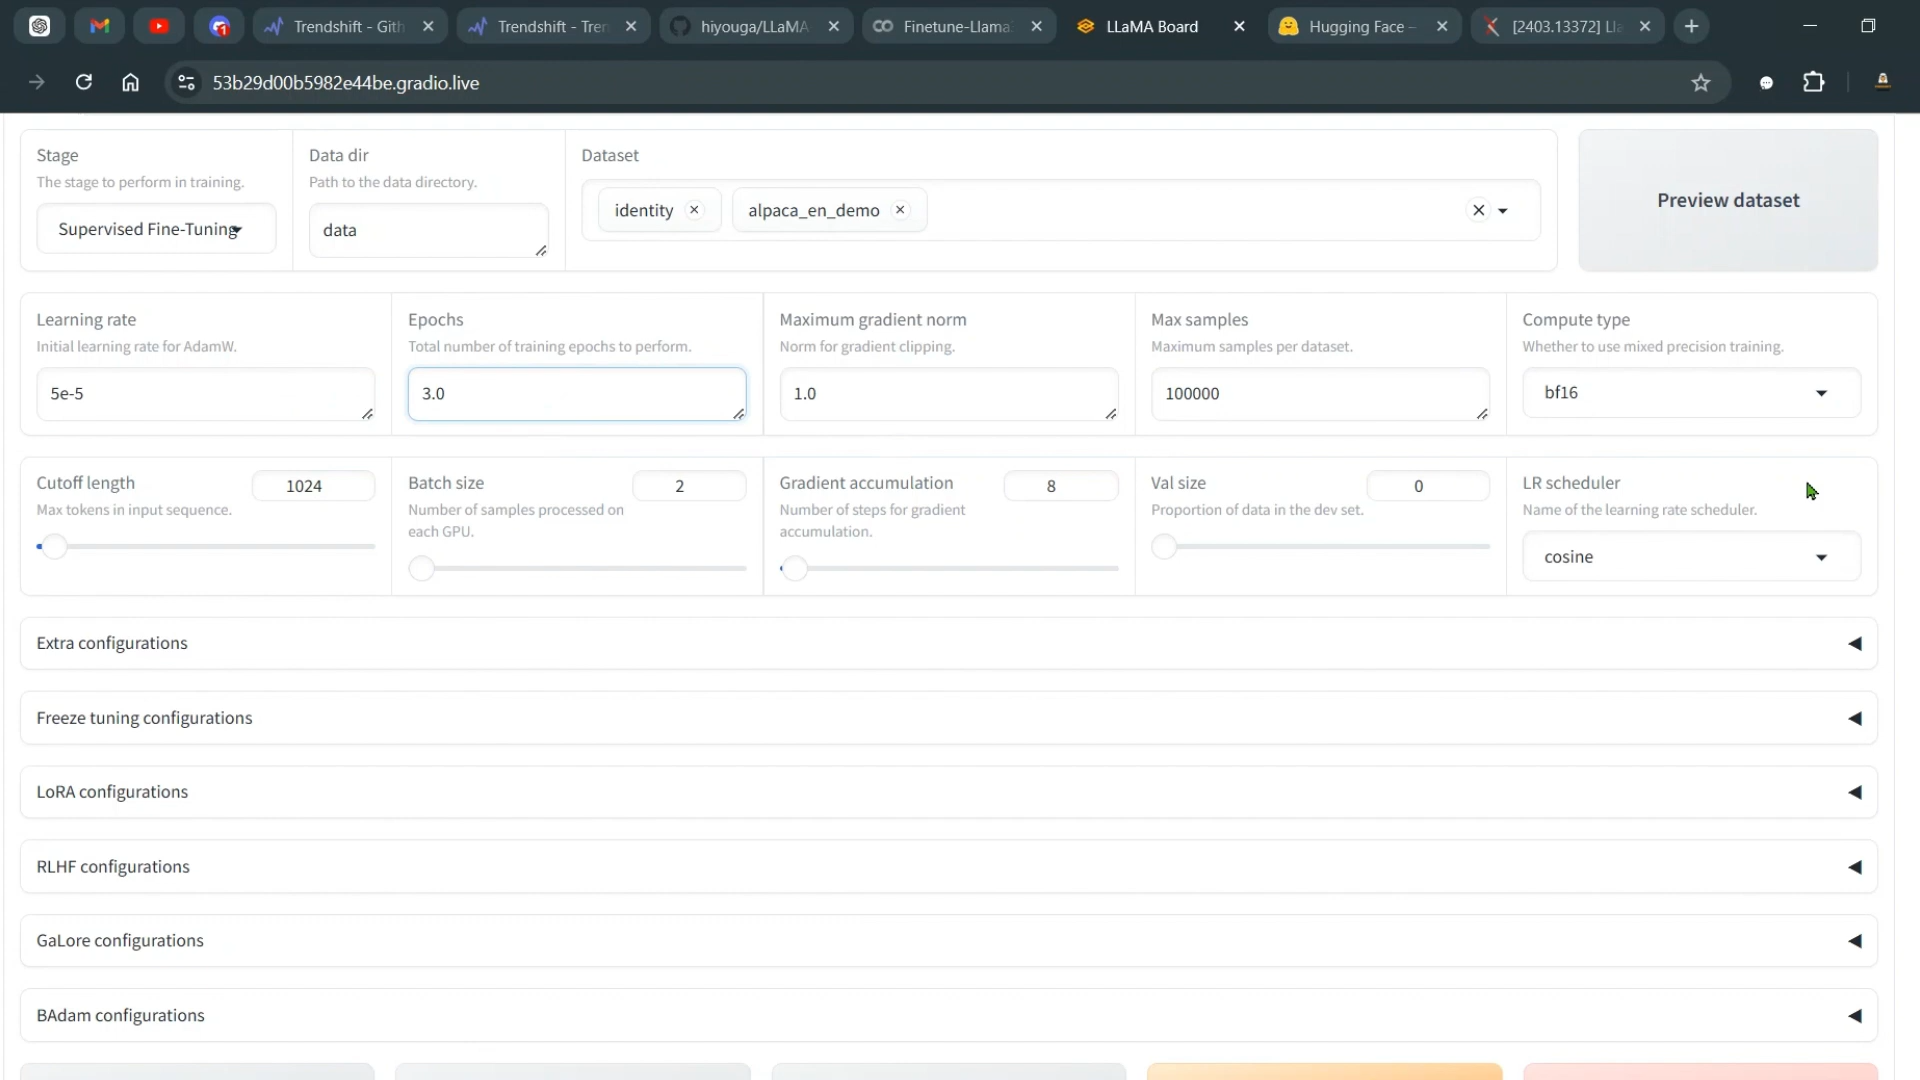 Trendshift - Gith
Trendshift - Tren
hiyouga/LLaMA-
Finetune-Llama3
LLaMA Board
Hugging Face –
[2403.13372] Lla
53b29d00b5982e44be.gradio.live
Stage
The stage to perform in training.
Supervised Fine-Tuning
Data dir
Path to the data directory.
data
Dataset
identity
alpaca_en_demo
Preview dataset
Learning rate
Initial learning rate for AdamW.
5e-5
Epochs
Total number of training epochs to perform.
3.0
Maximum gradient norm
Norm for gradient clipping.
1.0
Max samples
Maximum samples per dataset.
100000
Compute type
Whether to use mixed precision training.
bf16
Cutoff length
1024
Max tokens in input sequence.
Batch size
2
Number of samples processed on
each GPU.
Gradient accumulation
8
Number of steps for gradient
accumulation.
Val size
0
Proportion of data in the dev set.
LR scheduler
Name of the learning rate scheduler.
cosine
Extra configurations
Freeze tuning configurations
LoRA configurations
RLHF configurations
GaLore configurations
BAdam configurations